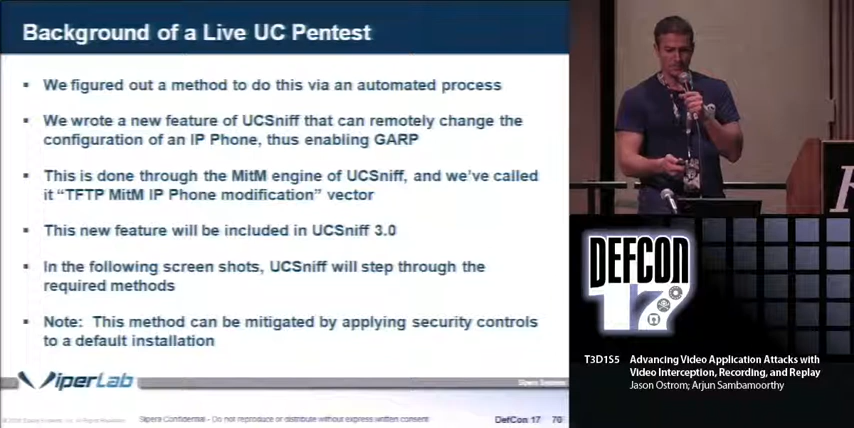 Background of a Live UC Pentest
We figured out a method to do this via an automated process
We wrote a new feature of UCSniff that can remotely change the
configuration of an IP Phone, thus enabling GARP
This is done through the MitM engine of UCSniff, and we've called
it "TFTP MitM IP Phone modification" vector
This new feature will be included in UCSniff 3.0
In the following screen shots, UCSniff will step through the
required methods
Note: This method can be mitigated by applying security controls
to a default installation
ViperLab
Sipera Systems
Sipera Confidential - Do not reproduce or distribute without express written consent
DefCon 17 70
DEFCON
17
T3D1S5 Advancing Video Application Attacks with
Video Interception, Recording, and Replay
Jason Ostrom; Arjun Sambamoorthy